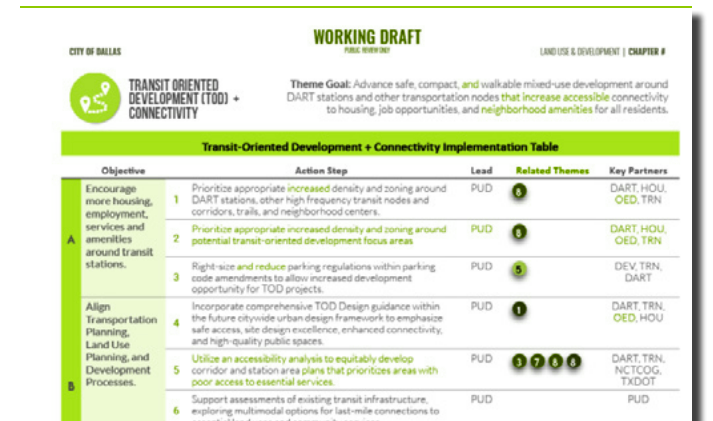 CITY OF DALLAS
WORKING DRAFT
PUBLIC REVIEW ONLY
LAND USE & DEVELOPMENT | CHAPTER #
TRANSIT ORIENTED
DEVELOPMENT (TOD) +
CONNECTIVITY
Theme Goal: Advance safe, compact, and walkable mixed-use development around
DART stations and other transportation nodes that increase accessible connectivity
to housing, job opportunities, and neighborhood amenities for all residents.
Transit-Oriented Development + Connectivity Implementation Table
Objective Action Step Lead Related Themes Key Partners
A
Encourage
more housing,
employment,
services and
amenities
around transit
stations.
1 Prioritize appropriate increased density and zoning around PUD DART, HOU,
DART stations, other high frequency transit nodes and OED, TRN
corridors, trails, and neighborhood centers.
2 Prioritize appropriate increased density and zoning around PUD DART, HOU,
potential transit-oriented development focus areas OED, TRN
3 Right-size and reduce parking regulations within parking PUD 5 DEV, TRN,
code amendments to allow increased development DART
opportunity for TOD projects.
B
Align
Transportation
Planning,
Land Use
Planning, and
Development
Processes.
4 Incorporate comprehensive TOD Design guidance within PUD 1 DART, TRN,
the future citywide urban design framework to emphasize OED, HOU
safe access, site design excellence, enhanced connectivity,
and high-quality public spaces.
5 Utilize an accessibility analysis to equitably develop PUD 3 7 DART, TRN,
corridor and station area plans that prioritizes areas with NCTCOG,
poor access to essential services. TXDOT
6 Support assessments of existing transit infrastructure, PUD PUD
exploring multimodal options for last-mile connections to